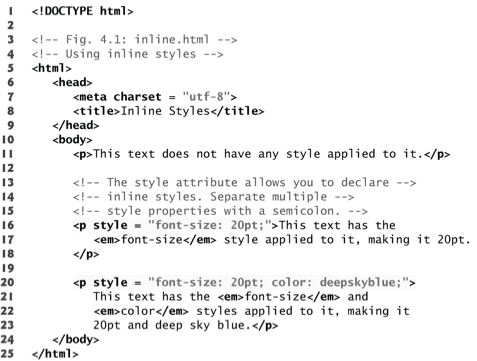 1 <!DOCTYPE html>
2
3 <!-- Fig. 4.1: inline.html -->
4 <!-- Using inline styles -->
5 <html>
6 <head>
7 <meta charset = "utf-8">
8 <title>Inline Styles</title>
9 </head>
10 <body>
11 <p>This text does not have any style applied to it.</p>
12
13 <!-- The style attribute allows you to declare -->
14 <!-- inline styles. Separate multiple -->
15 <!-- style properties with a semicolon. -->
16 <p style = "font-size: 20pt;">This text has the
17 <em>font-size</em> style applied to it, making it 20pt.
18 </p>
19
20 <p style = "font-size: 20pt; color: deepskyblue;">
21 This text has the <em>font-size</em> and
22 <em>color</em> styles applied to it, making it
23 20pt and deep sky blue.</p>
24 </body>
25 </html>